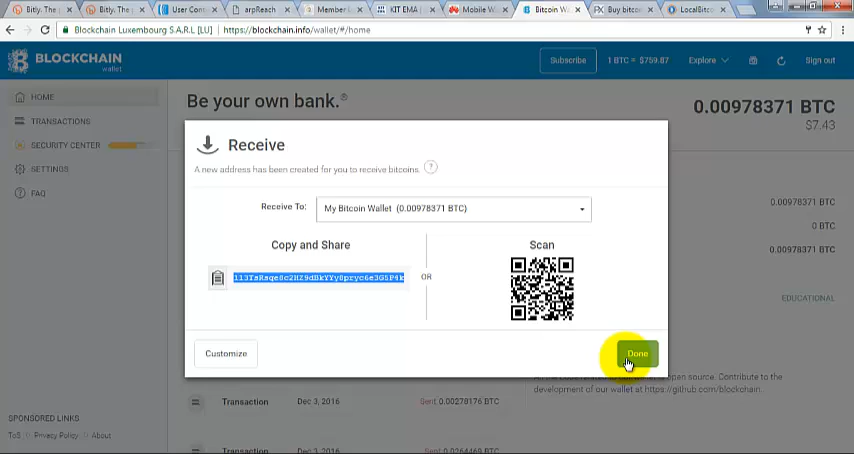 Bitly. The
Bitly. The
User Cont
arpReach
Member
KIT EMA
Mobile W
Bitcoin Wa
Buy bitcoi
LocalBitco
Blockchain Luxembourg S.A.R.L [LU] https://blockchain.info/wallet/#/home
BLOCKCHAIN
wallet
Subscribe 1 BTC = $759.87 Explore Sign out
HOME
TRANSACTIONS
SECURITY CENTER
SETTINGS
FAQ
Be your own bank.®
0.00978371 BTC
$7.43
Receive
A new address has been created for you to receive bitcoins. ?
Receive To: My Bitcoin Wallet (0.00978371 BTC)
Copy and Share
Scan
OR
Customize
Done
0.00978371 BTC
0 BTC
0.00978371 BTC
EDUCATIONAL
open source. Contribute to the
development of our wallet at https://github.com/blockchain.
Transaction Dec 3, 2016 Sent 0.00278176 BTC
Transaction Dec 3, 2016 Sent 0.0264469 BTC
SPONSORED LINKS
ToS Privacy Policy About